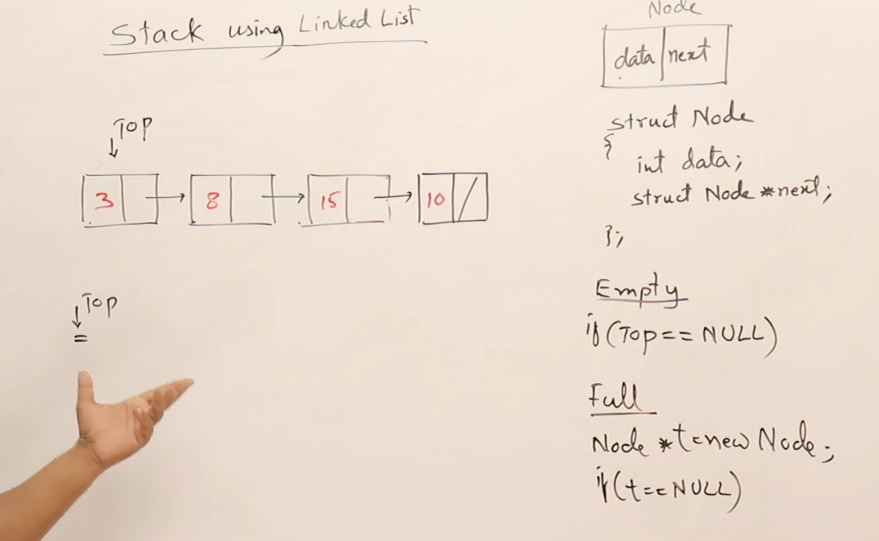 Stack using Linked List
Top
3
8
15
10
Top
Node
data next
struct Node
{
int data;
struct Node *next;
};
Empty
if(Top==NULL)
Full
Node *t=new Node;
if(t==NULL)